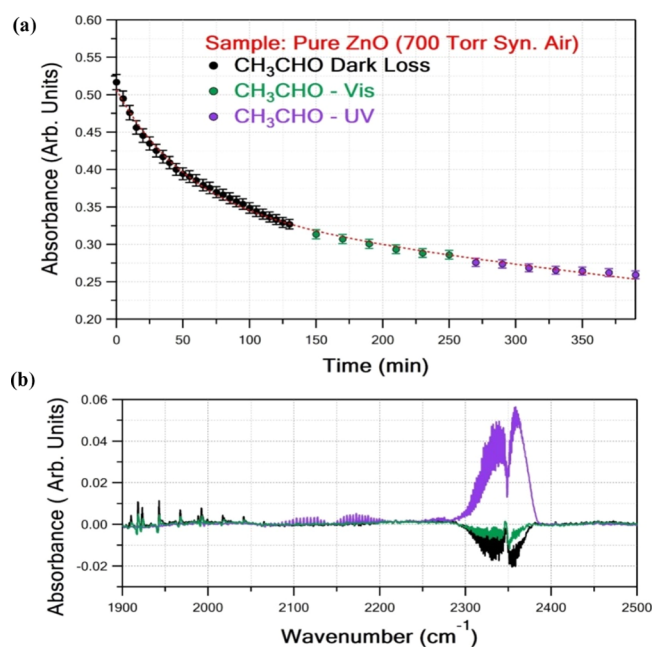 (a)
0.60
0.55
0.50
0.45
0.40
0.35
0.30
0.25
0.20
Absorbance (Arb. Units)
Sample: Pure ZnO (700 Torr Syn. Air)
CH₃CHO Dark Loss
CH₃CHO - Vis
CH₃CHO - UV
0 50 100 150 200 250 300 350
Time (min)
(b)
0.06
0.04
0.02
0.00
-0.02
Absorbance ( Arb. Units)
1900 2000 2100 2200 2300 2400 2500
Wavenumber (cm⁻¹)